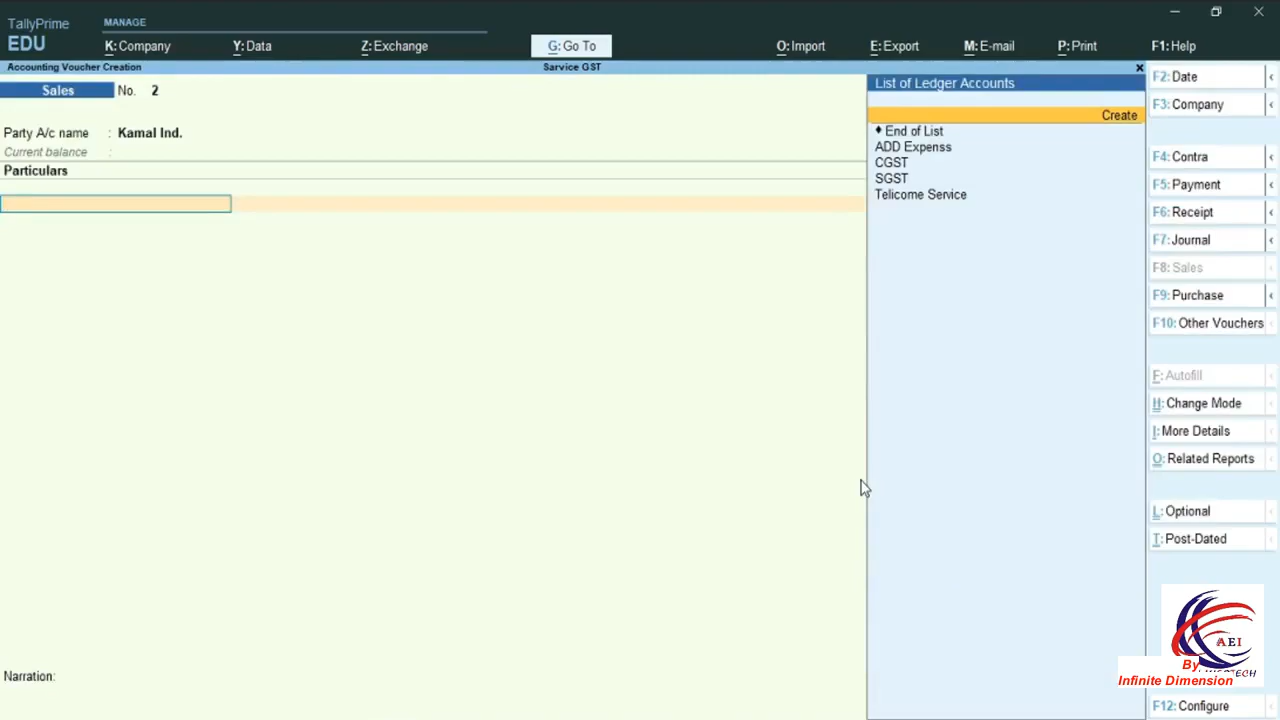 TallyPrime
EDU
MANAGE
K: Company
Y: Data
Z: Exchange
G: Go To
O: Import
E: Export
M: E-mail
P: Print
F1: Help
Accounting Voucher Creation
Sarvice GST
Sales No. 2
Party A/c name : Kamal Ind.
Current balance :
Particulars
Narration:
List of Ledger Accounts
Create
♦ End of List
ADD Expenss
CGST
SGST
Telicome Service
F2: Date
F3: Company
F4: Contra
F5: Payment
F6: Receipt
F7: Journal
F8: Sales
F9: Purchase
F10: Other Vouchers
F: Autofill
H: Change Mode
I: More Details
O: Related Reports
L: Optional
T: Post-Dated
AEI
By
Infinite Dimension
F12: Configure